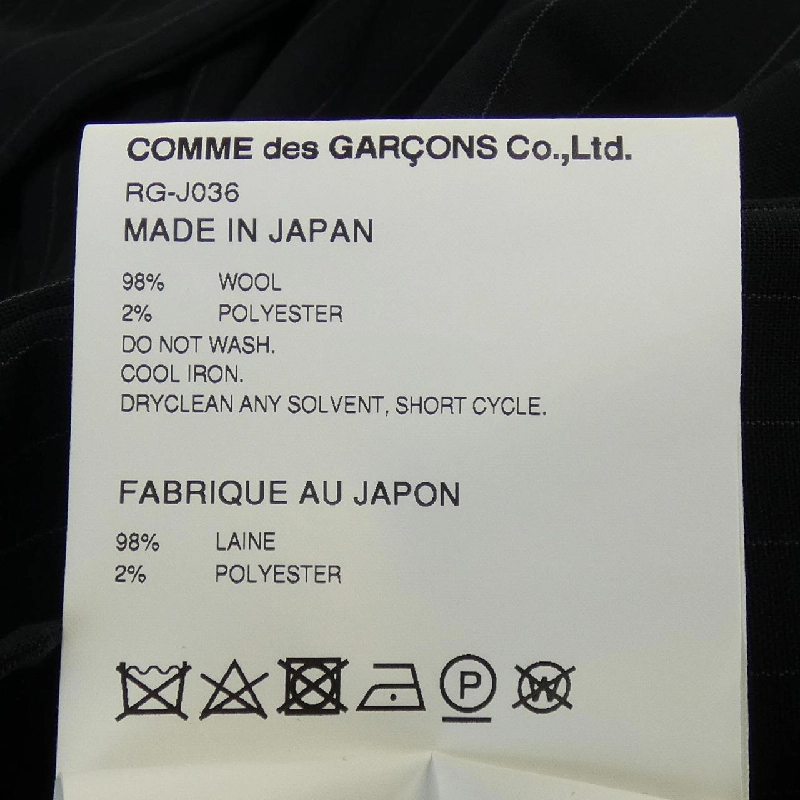 COMME des GARÇONS Co.,Ltd.
RG-J036
MADE IN JAPAN
98% WOOL
2% POLYESTER
DO NOT WASH.
COOL IRON.
DRYCLEAN ANY SOLVENT, SHORT CYCLE.
FABRIQUE AU JAPON
98% LAINE
2% POLYESTER
P W